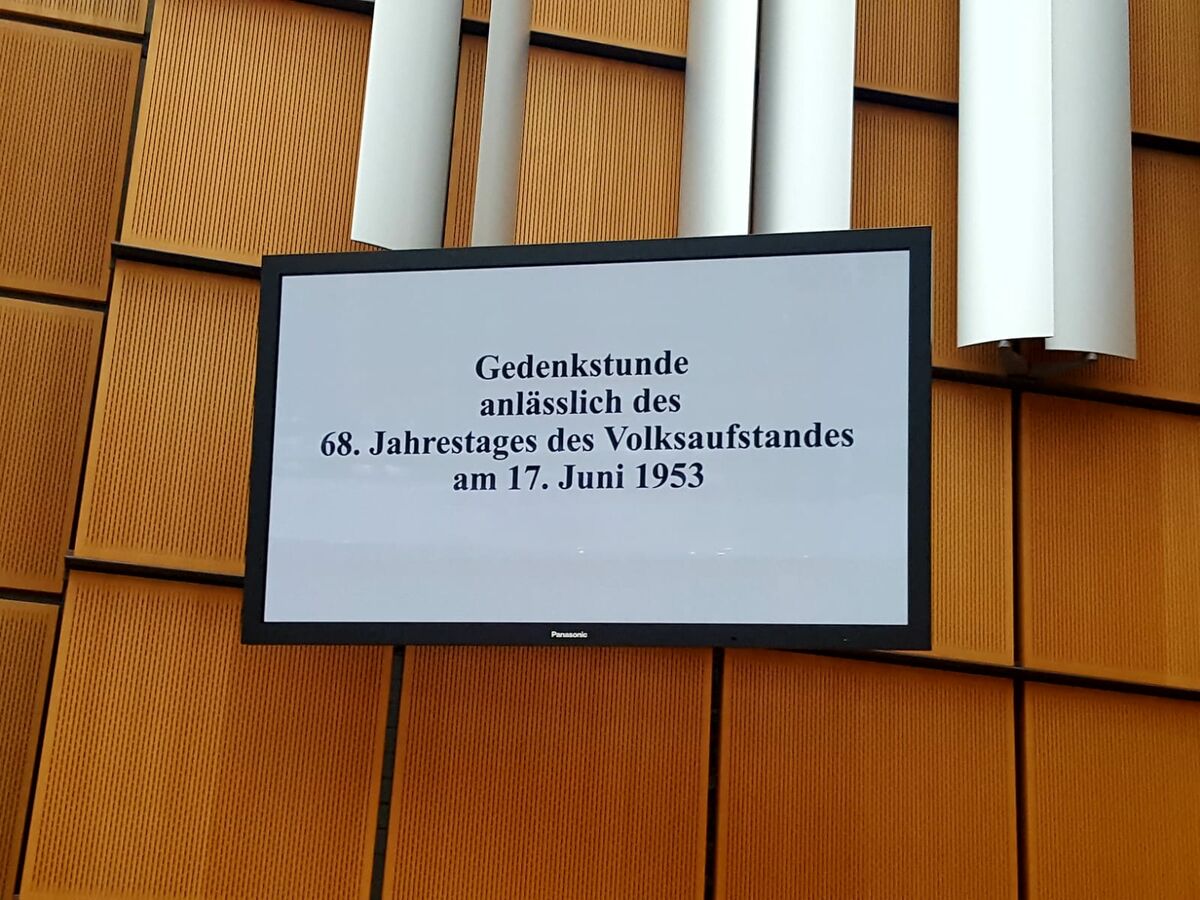 Gedenkstunde
anlässlich des
68. Jahrestages des Volksaufstandes
am 17. Juni 1953
Panasonic